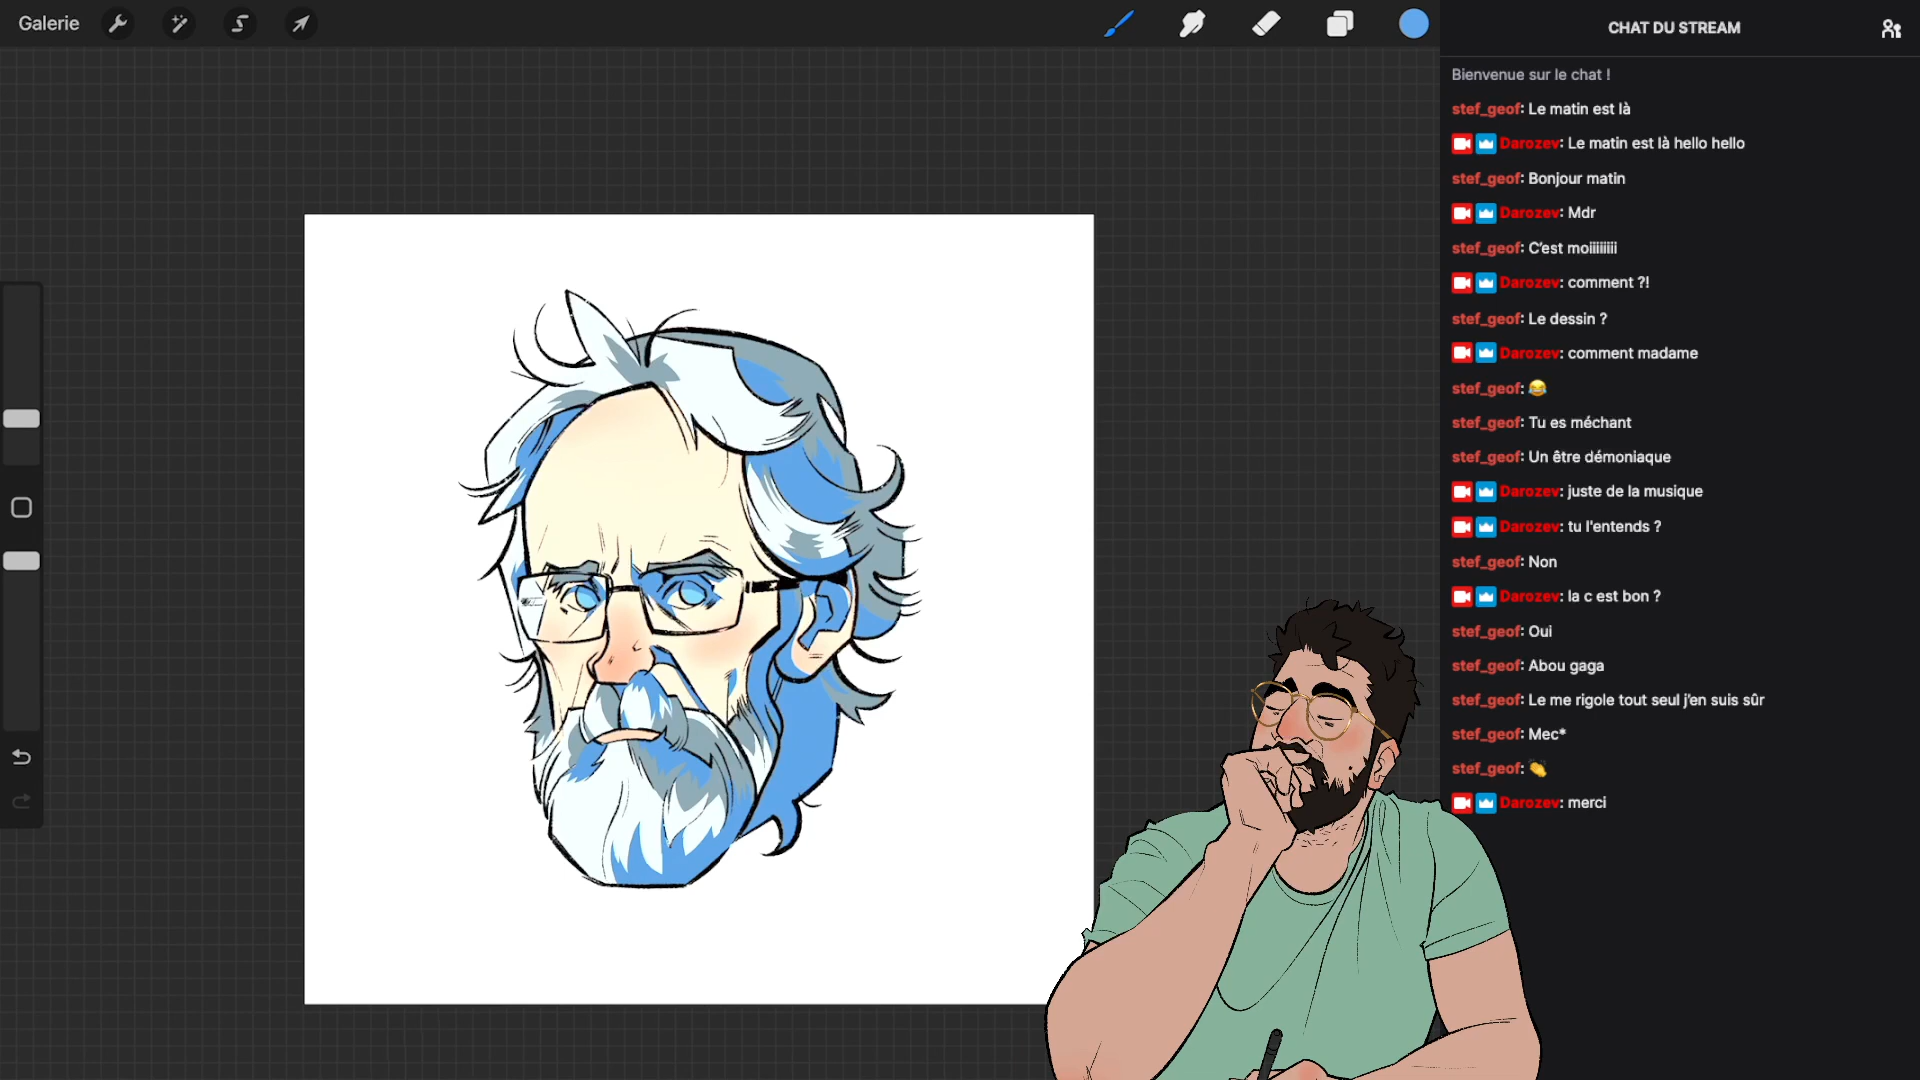 Galerie
CHAT DU STREAM
Bienvenue sur le chat !
stef_geof: Le matin est là
Darozev: Le matin est là hello hello
stef_geof: Bonjour matin
Darozev: Mdr
stef_geof: C'est moiiiiiiiii
Darozev: comment ?!
stef_geof: Le dessin ?
Darozev: comment madame
stef_geof: 😂
stef_geof: Tu es méchant
stef_geof: Un être démoniaque
Darozev: juste de la musique
Darozev: tu l'entends ?
stef_geof: Non
Darozev: la c est bon ?
stef_geof: Oui
stef_geof: Abou gaga
stef_geof: Le me rigole tout seul j'en suis sûr
stef_geof: Mec*
stef_geof: 👏
Darozev: merci